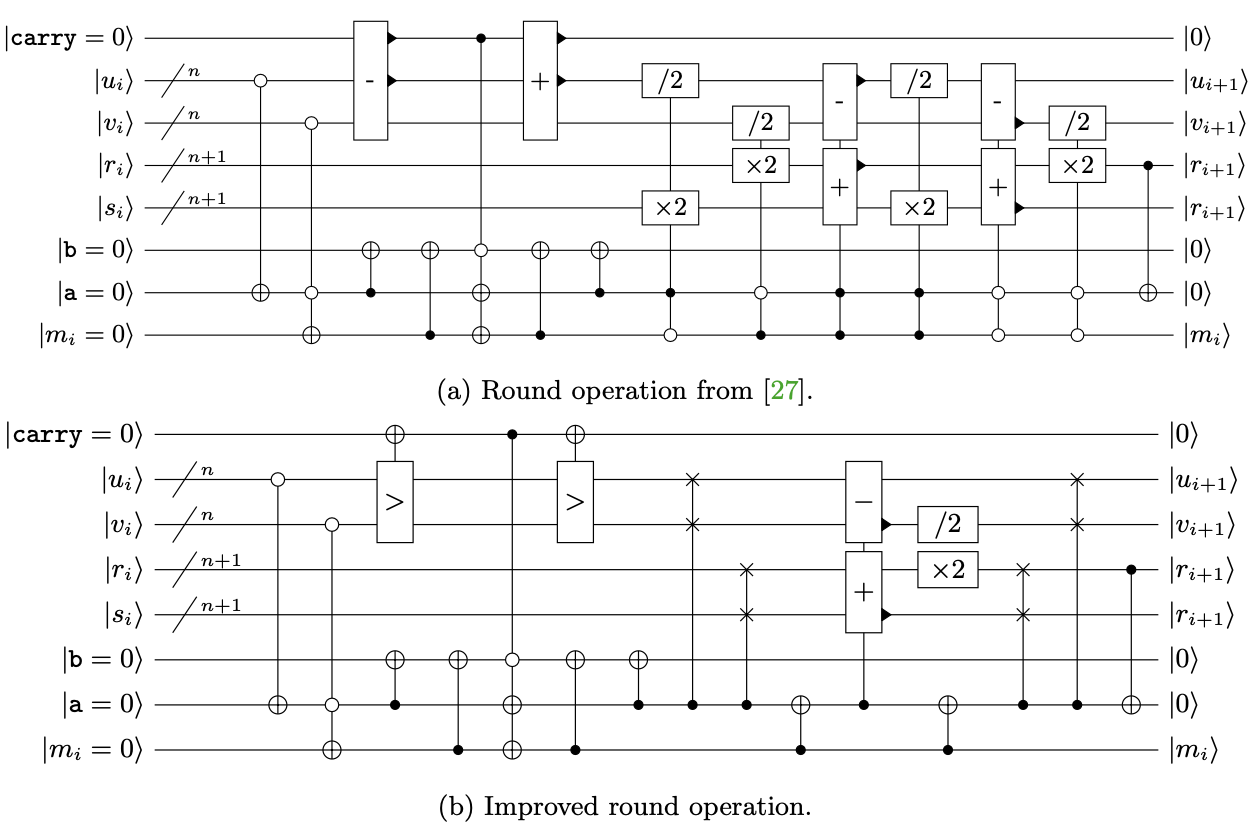 |carry = 0⟩ |0⟩
- +
|u_i⟩ n /2 - /2 - |u_{i+1}⟩
|v_i⟩ n /2 /2 |v_{i+1}⟩
|r_i⟩ n+1 ×2 + + ×2 |r_{i+1}⟩
|s_i⟩ n+1 ×2 ×2 |r_{i+1}⟩
|b = 0⟩ |0⟩
|a = 0⟩ |0⟩
|m_i = 0⟩ |m_i⟩
(a) Round operation from [27].
|carry = 0⟩ |0⟩
|u_i⟩ n > > − |u_{i+1}⟩
|v_i⟩ n /2 |v_{i+1}⟩
|r_i⟩ n+1 ×2 |r_{i+1}⟩
|s_i⟩ n+1 + |r_{i+1}⟩
|b = 0⟩ |0⟩
|a = 0⟩ |0⟩
|m_i = 0⟩ |m_i⟩
(b) Improved round operation.